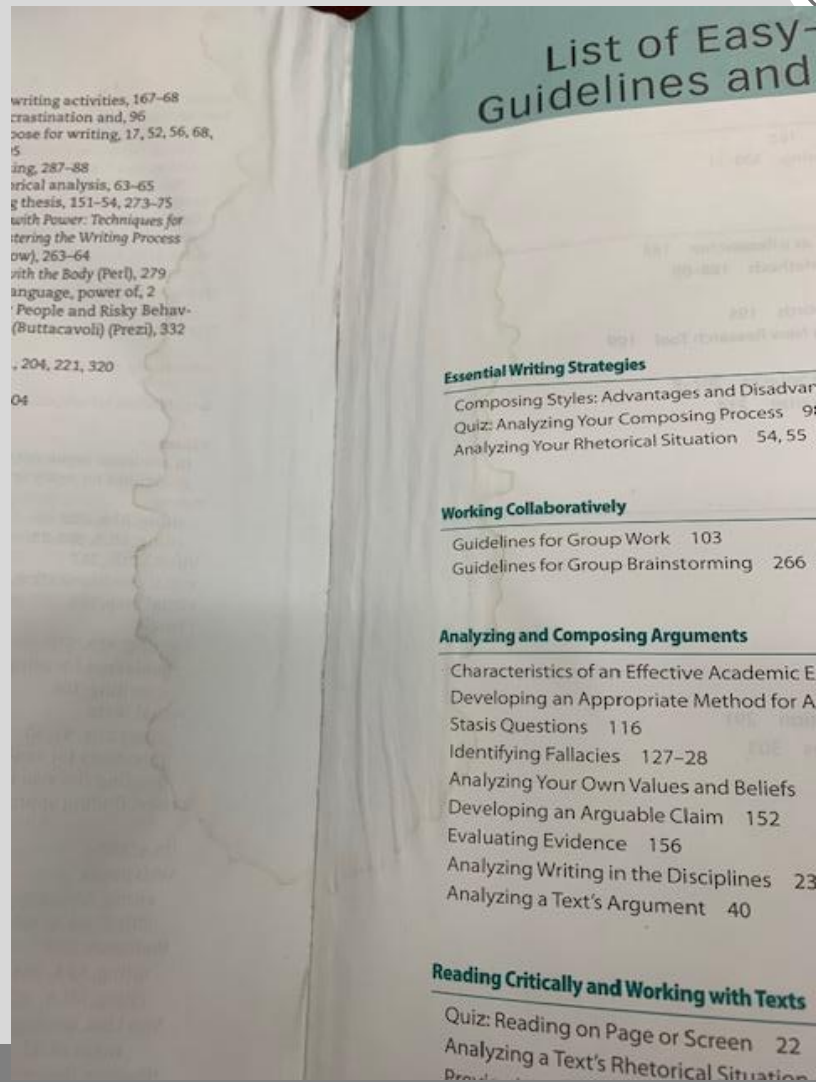 writing activities, 167–68
crastination and, 96
pose for writing, 17, 52, 56, 68,
5
ing, 287–88
rical analysis, 63–65
g thesis, 151–54, 273–75
with Power: Techniques for
tering the Writing Process
ow), 263–64
with the Body (Perl), 279
anguage, power of, 2
People and Risky Behav-
(Buttacavoli) (Prezi), 332
, 204, 221, 320
04
List of Easy-
Guidelines and
Essential Writing Strategies
Composing Styles: Advantages and Disadvan
Quiz: Analyzing Your Composing Process 98
Analyzing Your Rhetorical Situation 54, 55
Working Collaboratively
Guidelines for Group Work 103
Guidelines for Group Brainstorming 266
Analyzing and Composing Arguments
Characteristics of an Effective Academic E
Developing an Appropriate Method for A
Stasis Questions 116
Identifying Fallacies 127–28
Analyzing Your Own Values and Beliefs
Developing an Arguable Claim 152
Evaluating Evidence 156
Analyzing Writing in the Disciplines 23
Analyzing a Text's Argument 40
Reading Critically and Working with Texts
Quiz: Reading on Page or Screen 22
Analyzing a Text's Rhetorical Situation